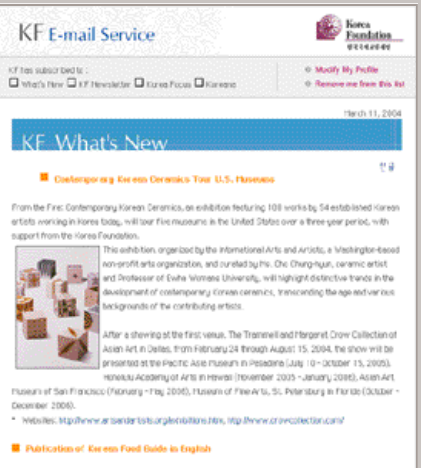 KF E-mail Service
Korea
Foundation
한국국제교류재단
KF has subscribed to :
What's New KF Newsletter Korea Focus Koreana
Modify My Profile
Remove me from this list
March 11, 2004
KF What's New
한글
Contemporary Korean Ceramics Tour U.S. Museums
From the Fire: Contemporary Korean Ceramics, an exhibition featuring 108 works by 54 established Korean
artists working in Korea today, will tour five museums in the United States over a three-year period, with
support from the Korea Foundation.
This exhibition, organized by the International Arts and Artists, a Washington-based
non-profit arts organization, and curated by Ms. Cho Chung-hyun, ceramic artist
and Professor of Ewha Womans University, will highlight distinctive trends in the
development of contemporary Korean ceramics, transcending the age and various
backgrounds of the contributing artists.
After a showing at the first venue, The Trammell and Margaret Crow Collection of
Asian Art in Dallas, from February 24 through August 15, 2004, the show will be
presented at the Pacific Asia Museum in Pasadena (July 10 - October 15, 2005),
Honolulu Academy of Arts in Hawaii (November 2005 - January 2006), Asian Art
Museum of San Francisco (February - May 2006), Museum of Fine Arts, St. Petersburg in Florida (October -
December 2006).
* Websites: http://www.artsandartists.org/exhibitions.htm, http://www.crowcollection.com/
Publication of Korean Food Guide in English